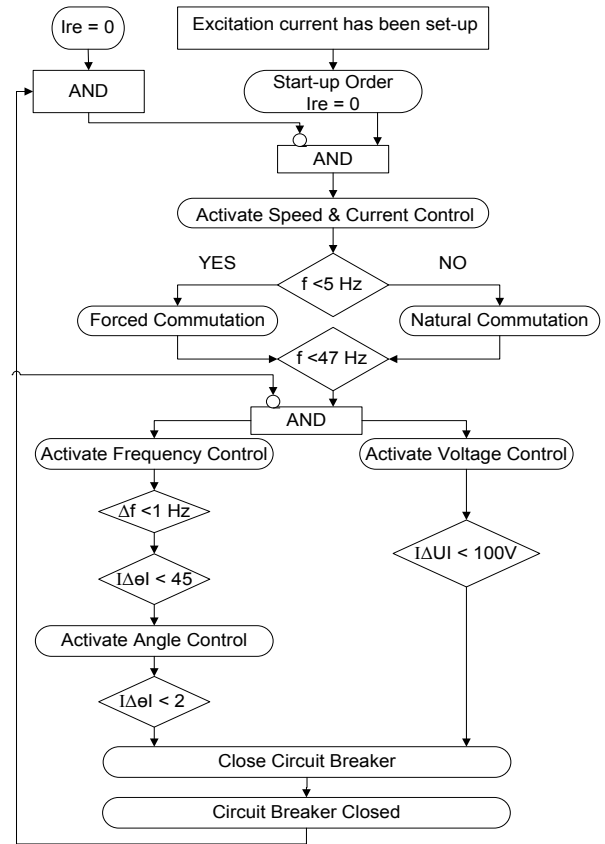 Ire = 0
Excitation current has been set-up
AND
Start-up Order
Ire = 0
AND
Activate Speed & Current Control
YES
NO
f <5 Hz
Forced Commutation
Natural Commutation
f <47 Hz
AND
Activate Frequency Control
Activate Voltage Control
Δf <1 Hz
IΔUI < 100V
IΔɵI < 45
Activate Angle Control
IΔɵI < 2
Close Circuit Breaker
Circuit Breaker Closed